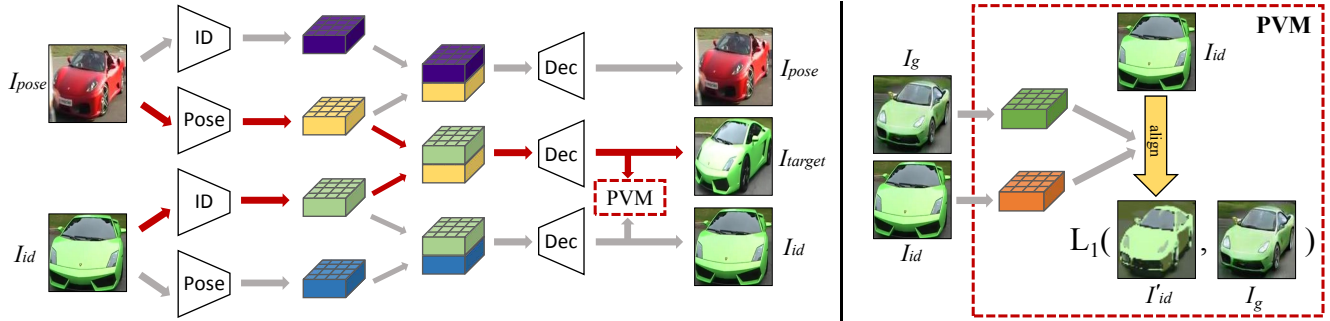 I_pose
ID
Pose
Dec
I_pose
Dec
I_target
PVM
I_id
ID
Pose
Dec
I_id
PVM
I_g
I_id
I_id
align
L_1( , )
I'_id
I_g